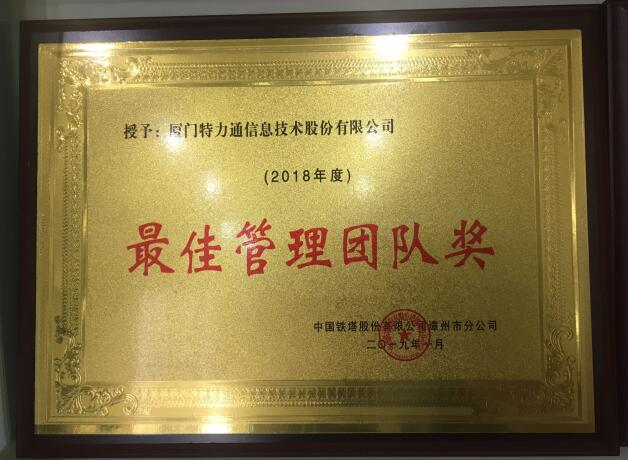 授予：厦门特力通信息技术股份有限公司
(2018年度)
最佳管理团队奖
中国铁塔股份有限公司漳州市分公司
二〇一九年一月